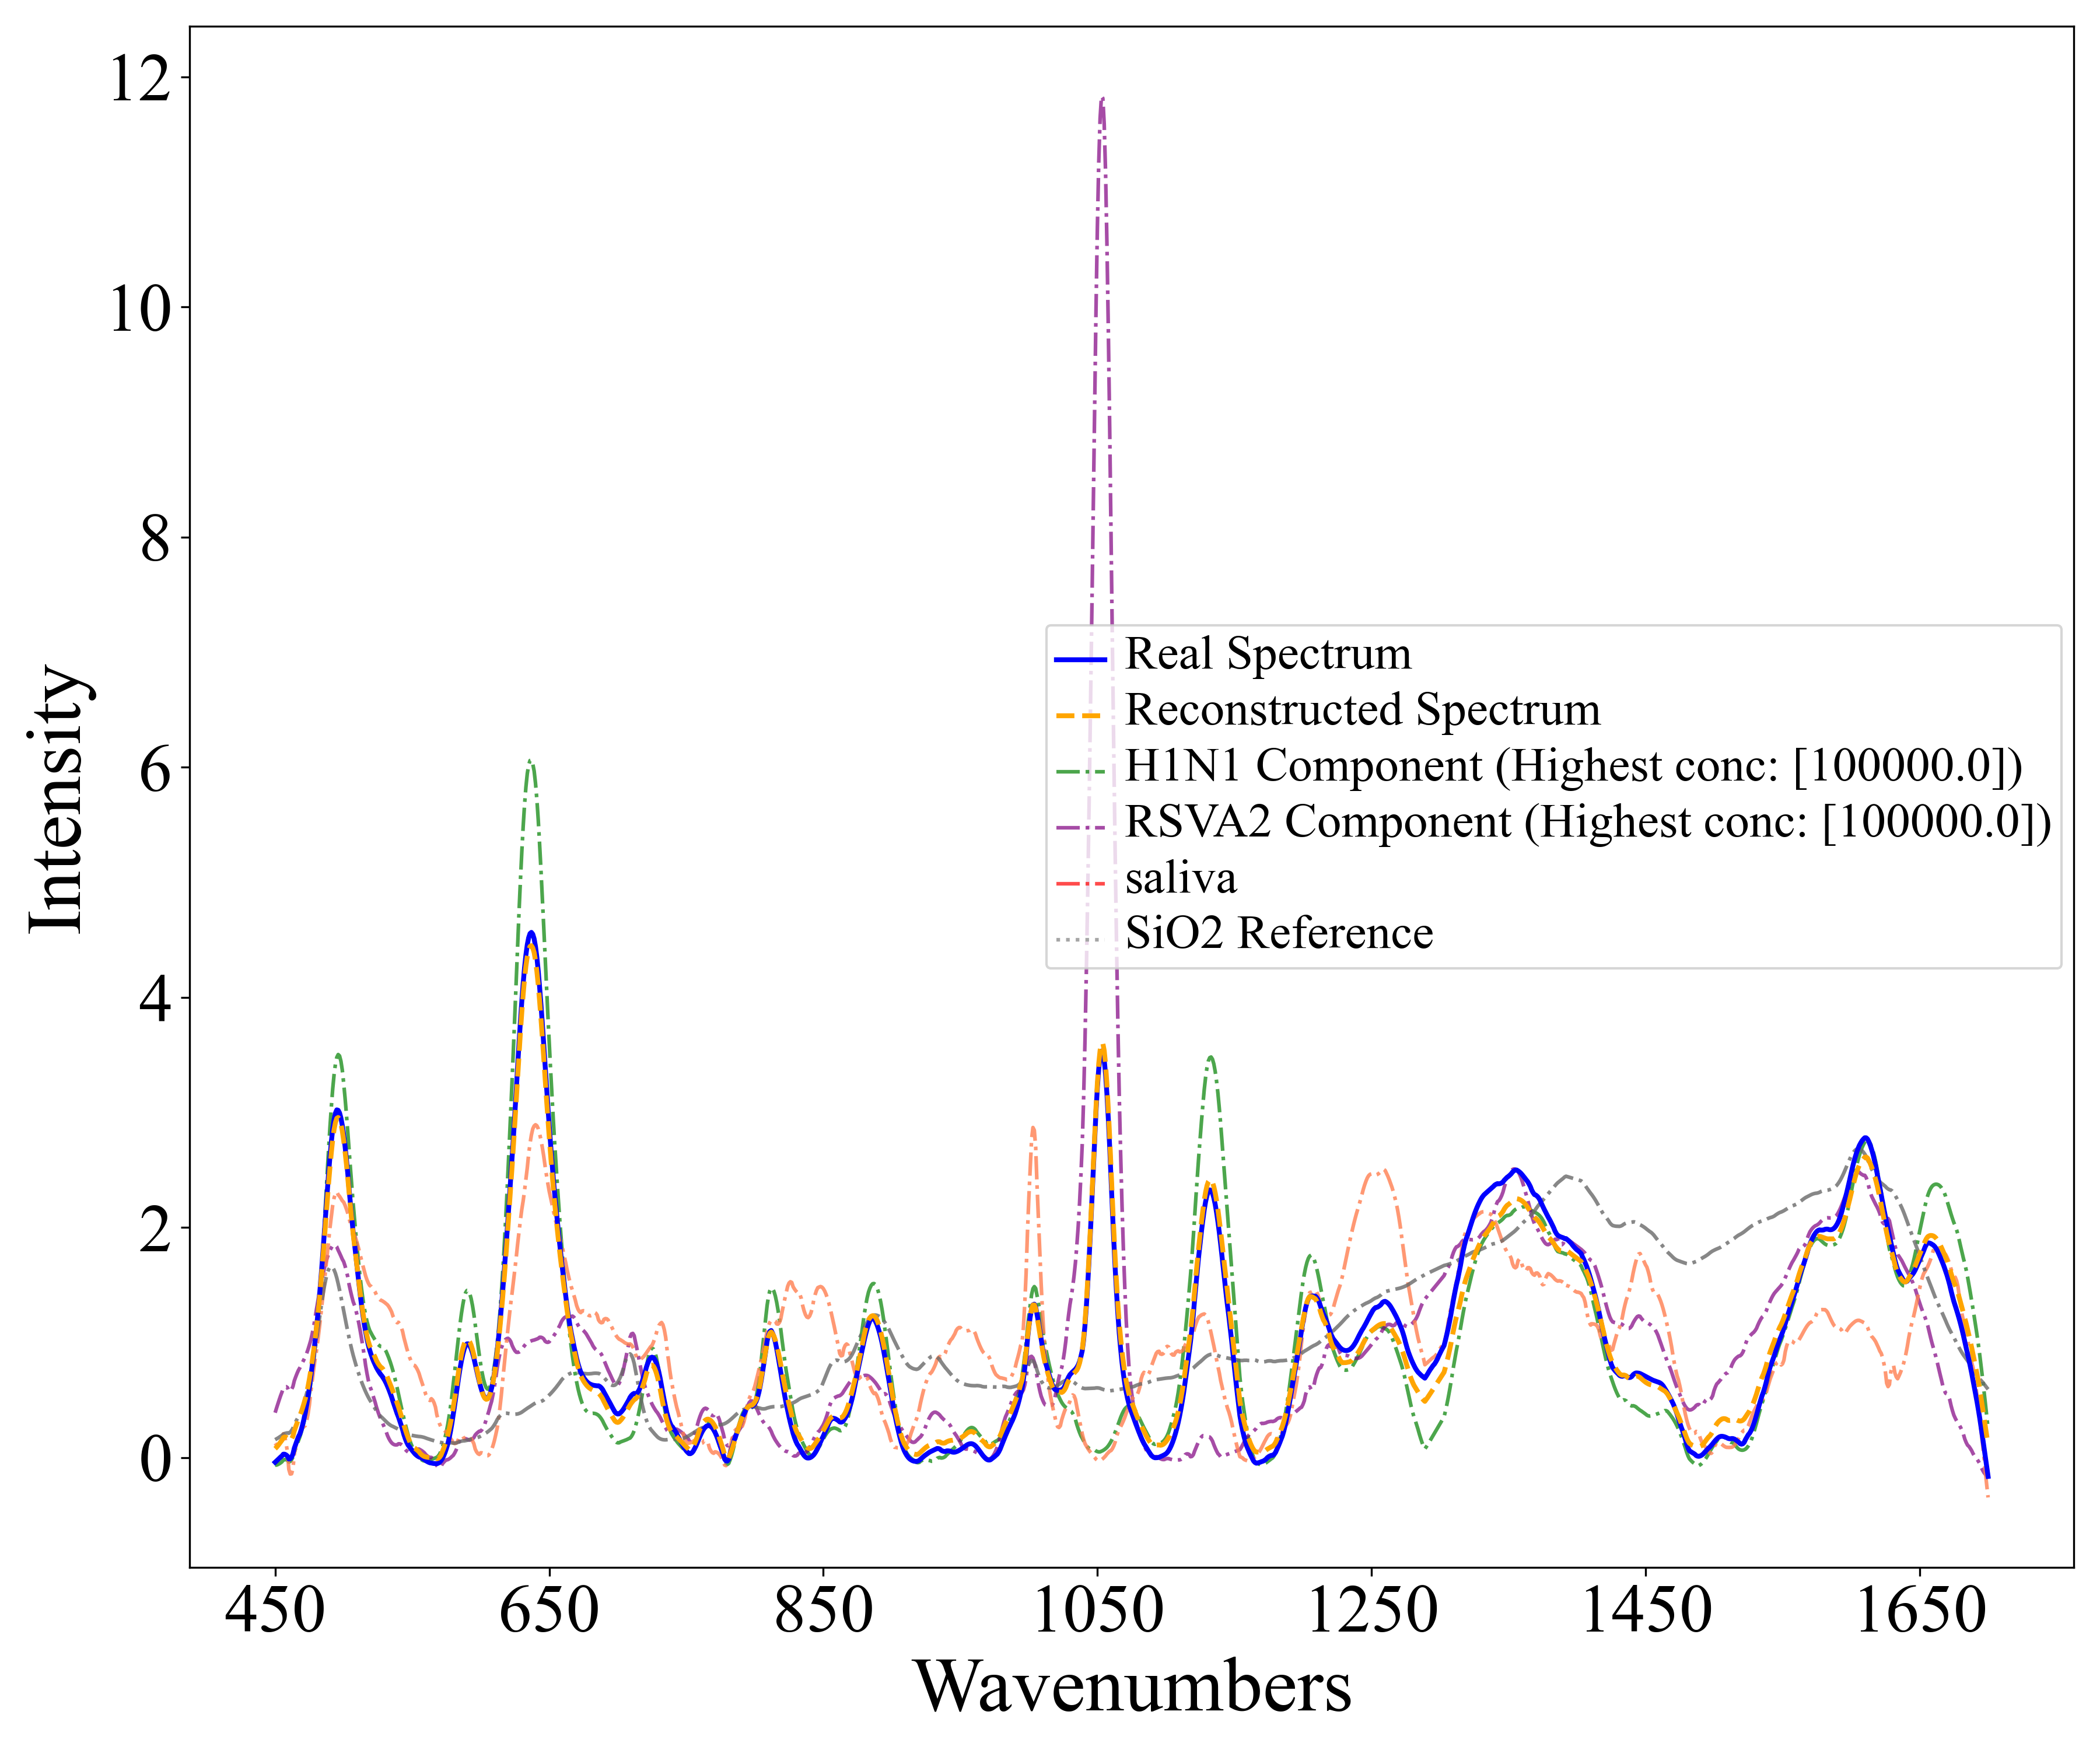 12
10
8
6
4
2
0
Intensity
Real Spectrum
Reconstructed Spectrum
H1N1 Component (Highest conc: [100000.0])
RSVA2 Component (Highest conc: [100000.0])
saliva
SiO2 Reference
450 650 850 1050 1250 1450 1650
Wavenumbers